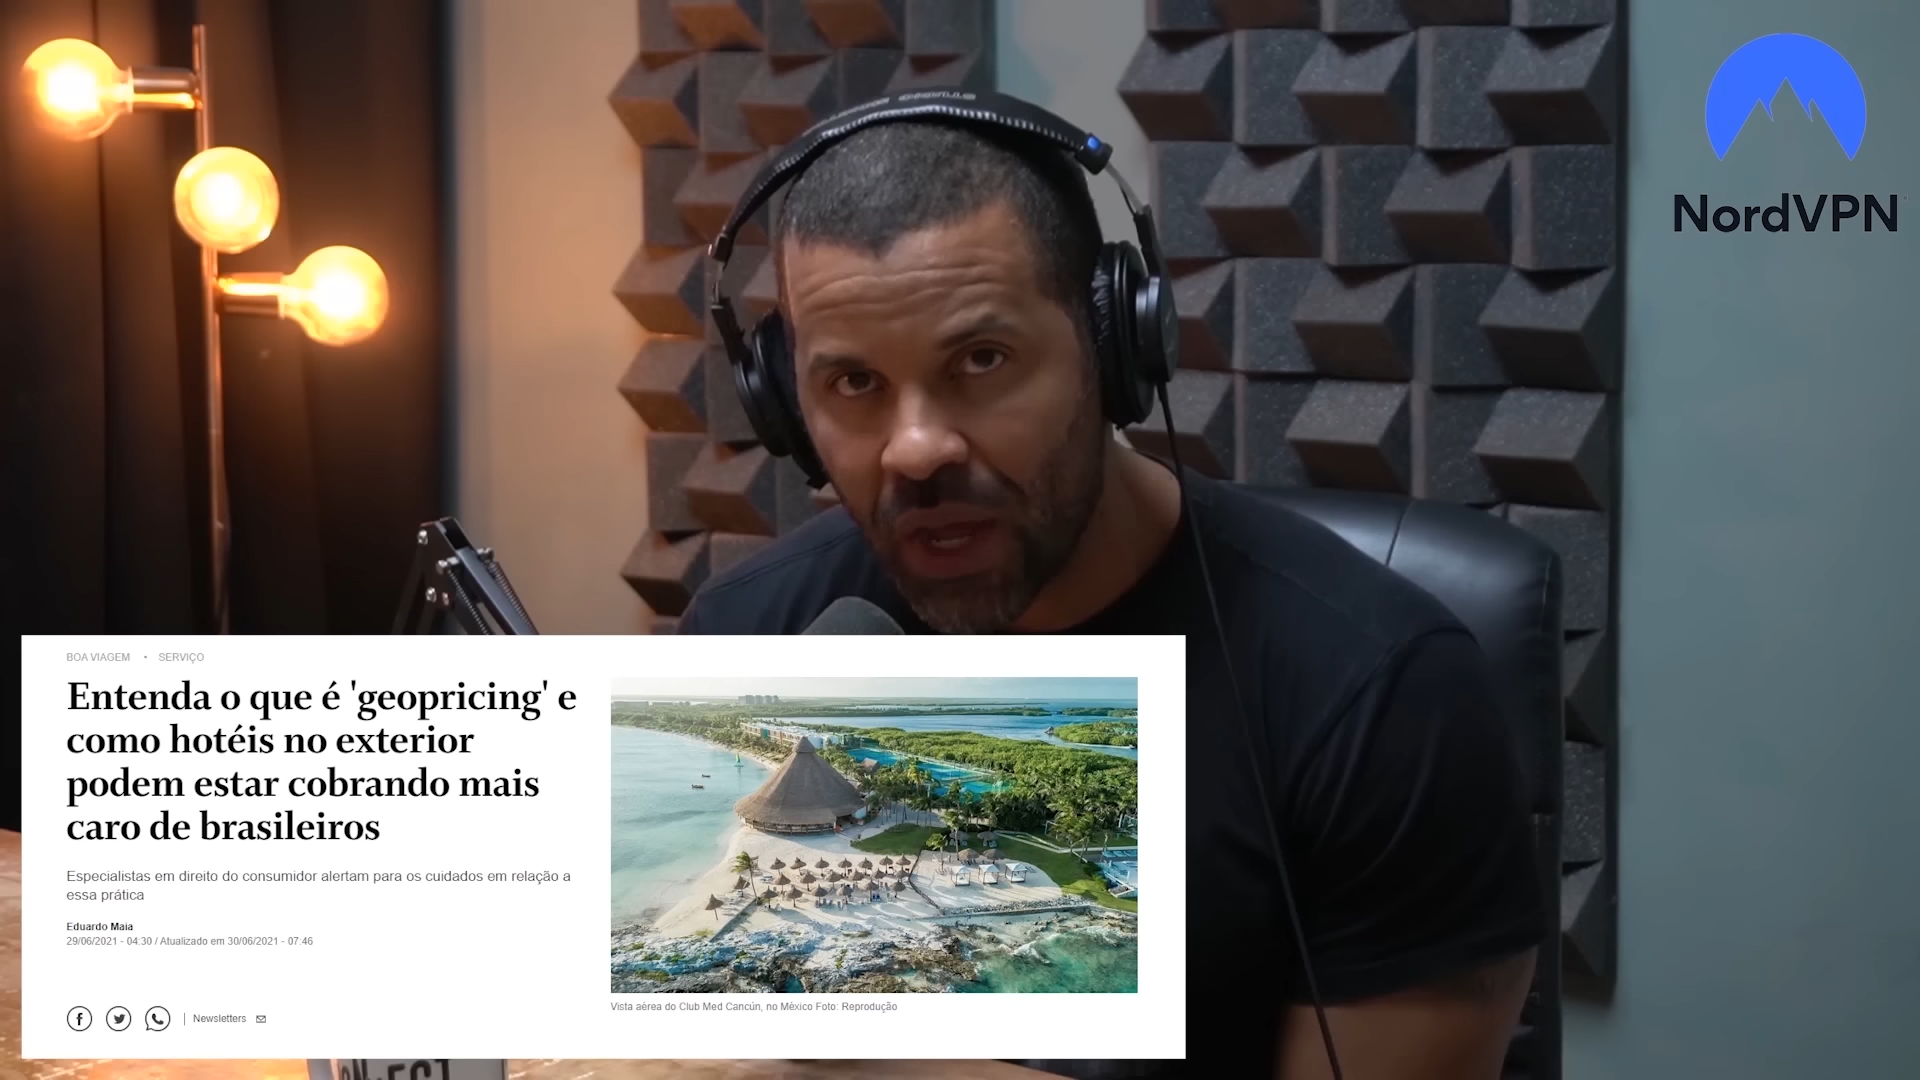 NordVPN
BOA VIAGEM • SERVIÇO
Entenda o que é 'geopricing' e
como hotéis no exterior
podem estar cobrando mais
caro de brasileiros
Especialistas em direito do consumidor alertam para os cuidados em relação a
essa prática
Eduardo Maia
29/06/2021 - 04:30 / Atualizado em 30/06/2021 - 07:46
| Newsletters
Vista aérea do Club Med Cancún, no México Foto: Reprodução